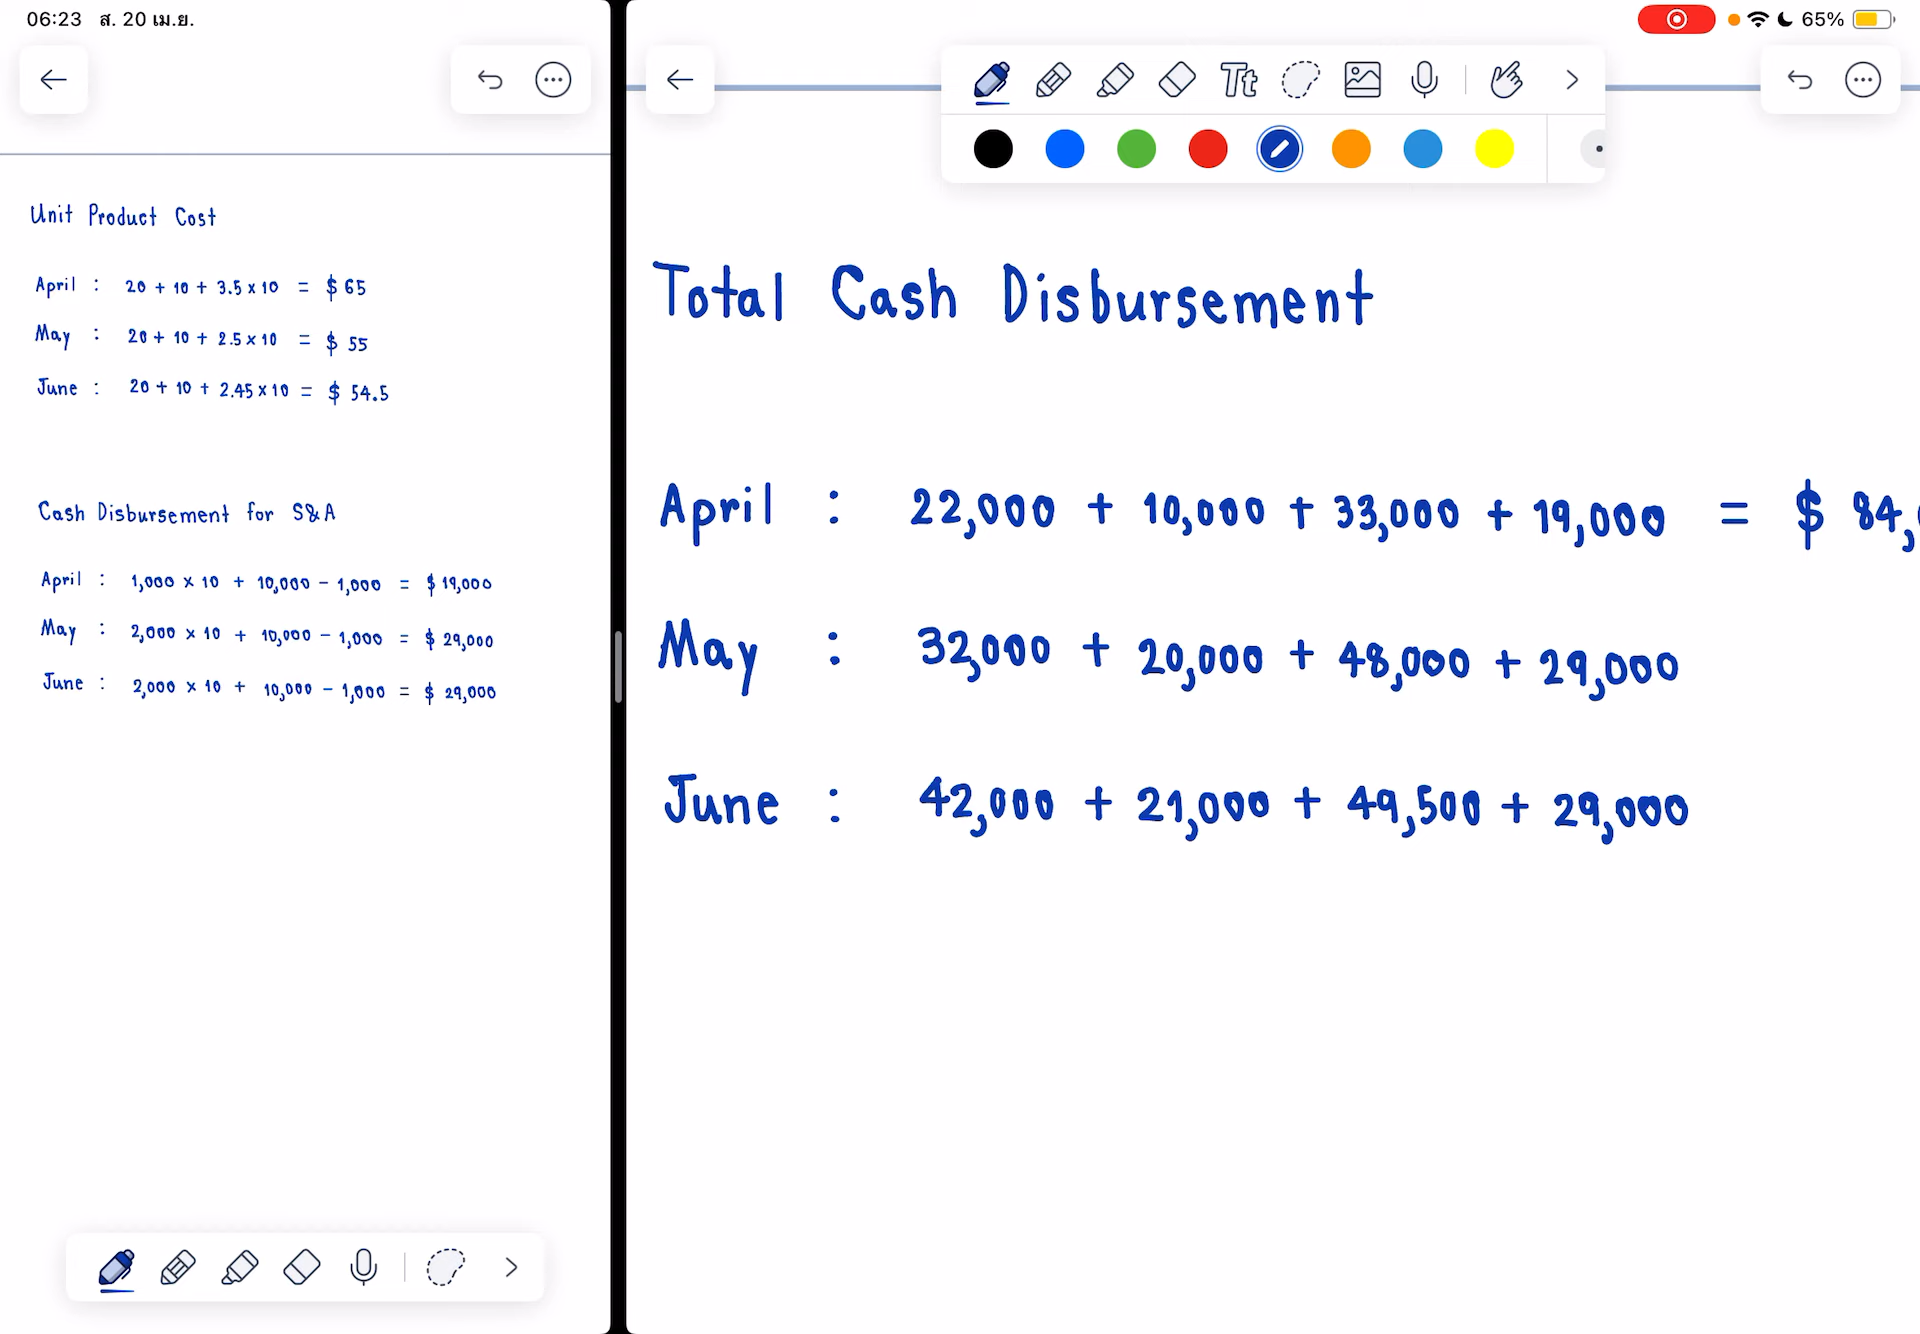 06:23 ส. 20 เม.ย.
65%
Tt
Unit Product Cost
April : 20 + 10 + 3.5 x 10 = $ 65
May : 20 + 10 + 2.5 x 10 = $ 55
June : 20 + 10 + 2.45 x 10 = $ 54.5
Cash Disbursement for S&A
April : 1,000 x 10 + 10,000 - 1,000 = $ 19,000
May : 2,000 x 10 + 10,000 - 1,000 = $ 29,000
June : 2,000 x 10 + 10,000 - 1,000 = $ 29,000
Total Cash Disbursement
April : 22,000 + 10,000 + 33,000 + 19,000 = $ 84,
May : 32,000 + 20,000 + 48,000 + 29,000
June : 42,000 + 21,000 + 49,500 + 29,000